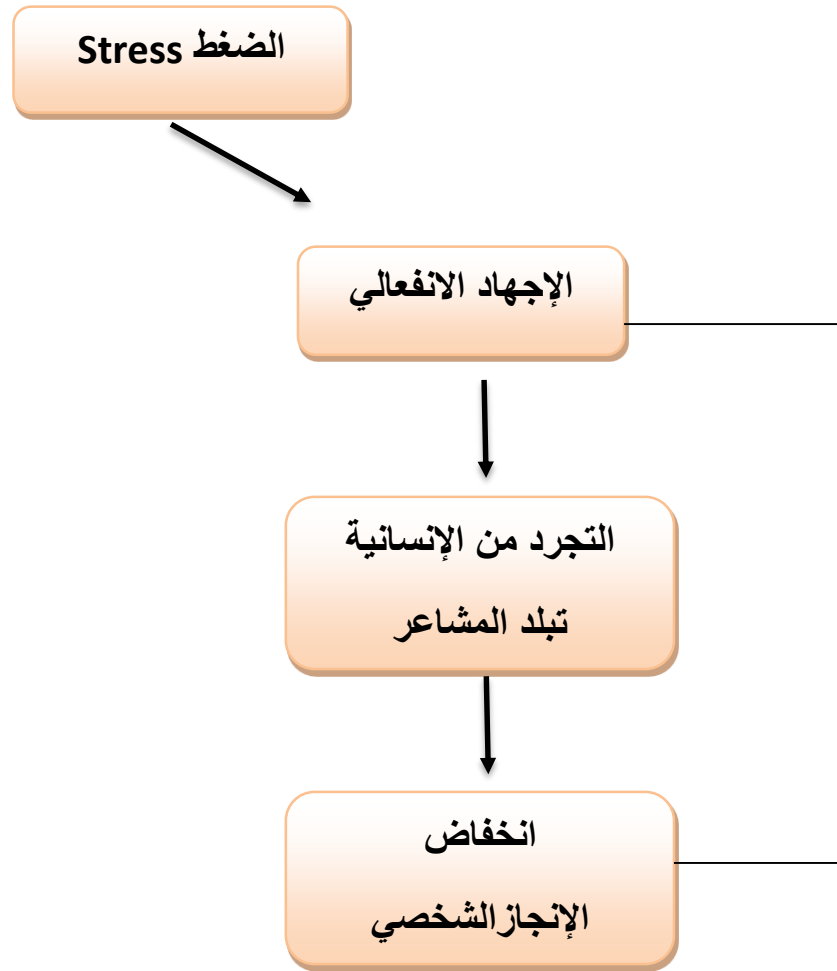 الضغط Stress
الإجهاد الانفعالي
التجرد من الإنسانية
تبلد المشاعر
انخفاض
الإنجازالشخصي